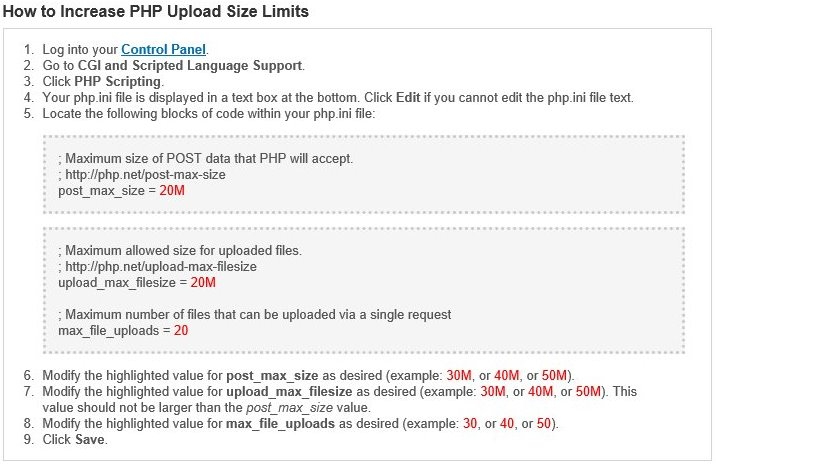 How to Increase PHP Upload Size Limits
1. Log into your Control Panel.
2. Go to CGI and Scripted Language Support.
3. Click PHP Scripting.
4. Your php.ini file is displayed in a text box at the bottom. Click Edit if you cannot edit the php.ini file text.
5. Locate the following blocks of code within your php.ini file:
; Maximum size of POST data that PHP will accept.
; http://php.net/post-max-size
post_max_size = 20M
; Maximum allowed size for uploaded files.
; http://php.net/upload-max-filesize
upload_max_filesize = 20M
; Maximum number of files that can be uploaded via a single request
max_file_uploads = 20
6. Modify the highlighted value for post_max_size as desired (example: 30M, or 40M, or 50M).
7. Modify the highlighted value for upload_max_filesize as desired (example: 30M, or 40M, or 50M). This
value should not be larger than the post_max_size value.
8. Modify the highlighted value for max_file_uploads as desired (example: 30, or 40, or 50).
9. Click Save.